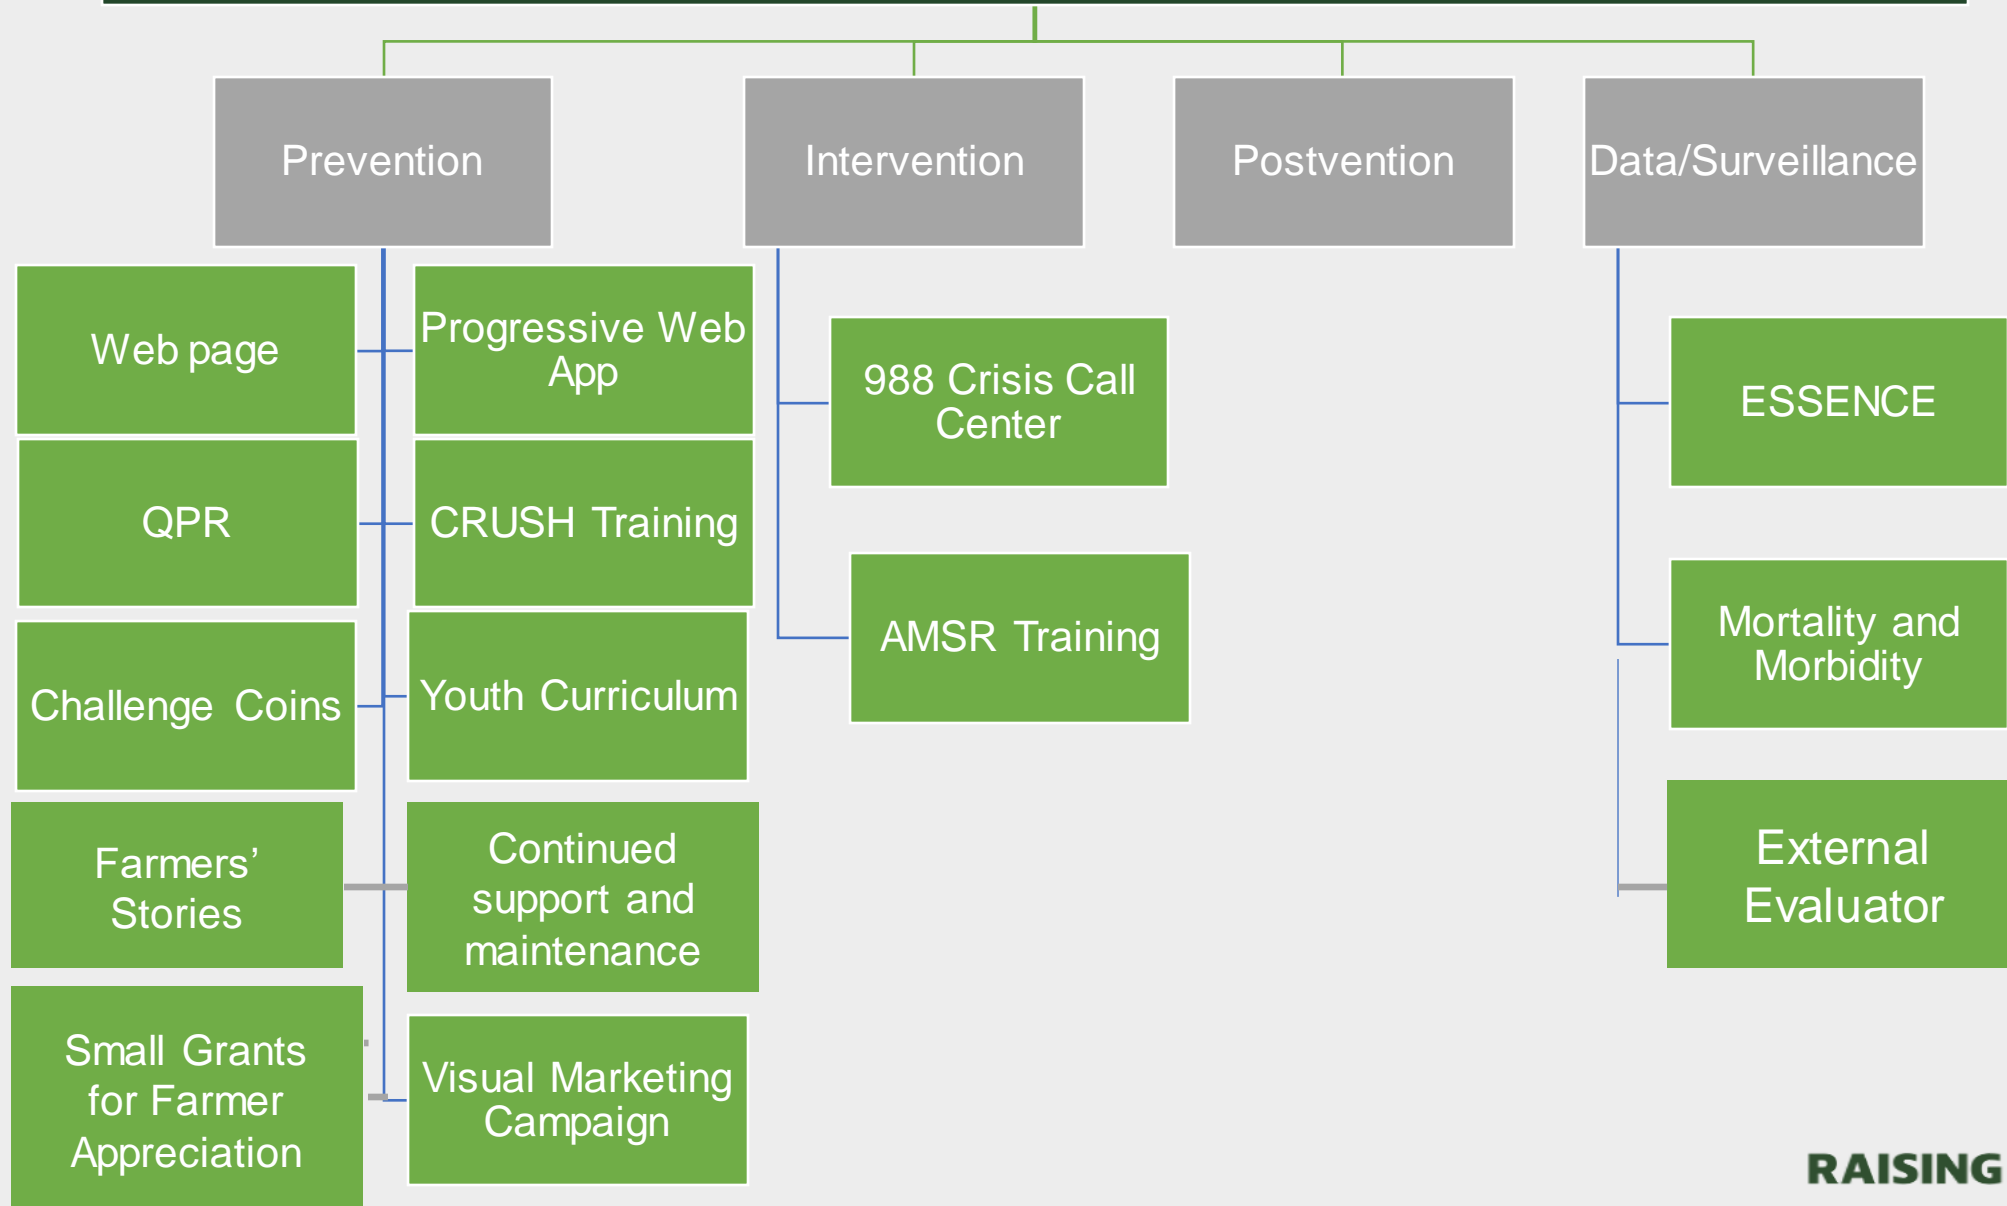 Prevention
Intervention
Postvention
Data/Surveillance
Web page
Progressive Web
App
988 Crisis Call
Center
ESSENCE
QPR
CRUSH Training
AMSR Training
Mortality and
Morbidity
Challenge Coins
Youth Curriculum
Farmers’
Stories
Continued
support and
maintenance
External
Evaluator
Small Grants
for Farmer
Appreciation
Visual Marketing
Campaign
RAISING